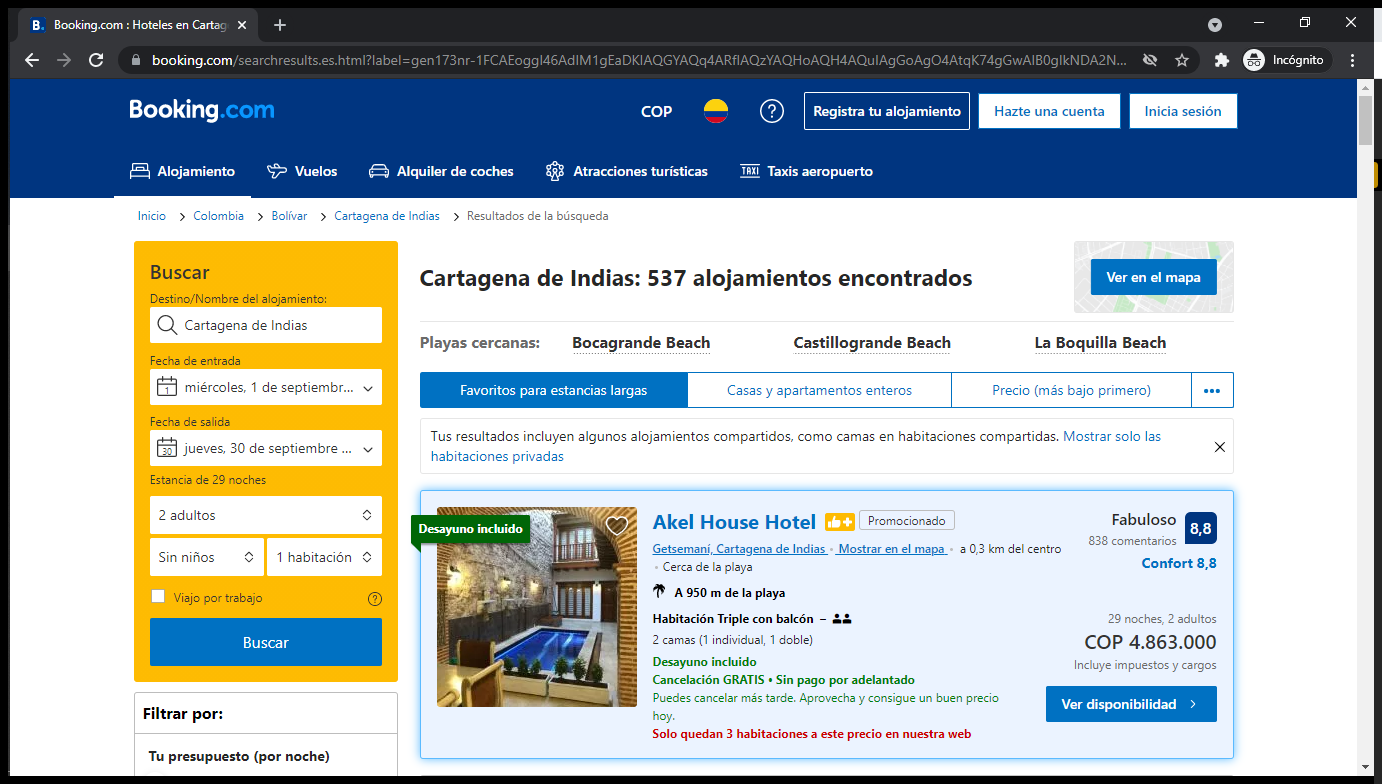 B. Booking.com : Hoteles en Cartag
booking.com/searchresults.es.html?label=gen173nr-1FCAEoggI46AdIM1gEaDKIAQGYAQq4ARfIAQzYAQHoAQH4AQuIAgGoAgO4AtqK74gGwAIB0gIkNDA2N...
Incógnito
Booking.com
COP
Registra tu alojamiento
Hazte una cuenta
Inicia sesión
Alojamiento
Vuelos
Alquiler de coches
Atracciones turísticas
TAXI Taxis aeropuerto
Inicio > Colombia > Bolívar > Cartagena de Indias > Resultados de la búsqueda
Buscar
Destino/Nombre del alojamiento:
Cartagena de Indias
Fecha de entrada
1 miércoles, 1 de septiembr...
Fecha de salida
30 jueves, 30 de septiembre ...
Estancia de 29 noches
2 adultos
Sin niños
1 habitación
Viajo por trabajo
Buscar
Filtrar por:
Tu presupuesto (por noche)
Cartagena de Indias: 537 alojamientos encontrados
Ver en el mapa
Playas cercanas:
Bocagrande Beach
Castillogrande Beach
La Boquilla Beach
Favoritos para estancias largas
Casas y apartamentos enteros
Precio (más bajo primero)
•••
Tus resultados incluyen algunos alojamientos compartidos, como camas en habitaciones compartidas. Mostrar solo las
habitaciones privadas
Desayuno incluido
Akel House Hotel
Promocionado
Getsemaní, Cartagena de Indias • Mostrar en el mapa • a 0,3 km del centro
• Cerca de la playa
A 950 m de la playa
Habitación Triple con balcón –
2 camas (1 individual, 1 doble)
Desayuno incluido
Cancelación GRATIS • Sin pago por adelantado
Puedes cancelar más tarde. Aprovecha y consigue un buen precio
hoy.
Solo quedan 3 habitaciones a este precio en nuestra web
Fabuloso
838 comentarios
8,8
Confort 8,8
29 noches, 2 adultos
COP 4.863.000
Incluye impuestos y cargos
Ver disponibilidad